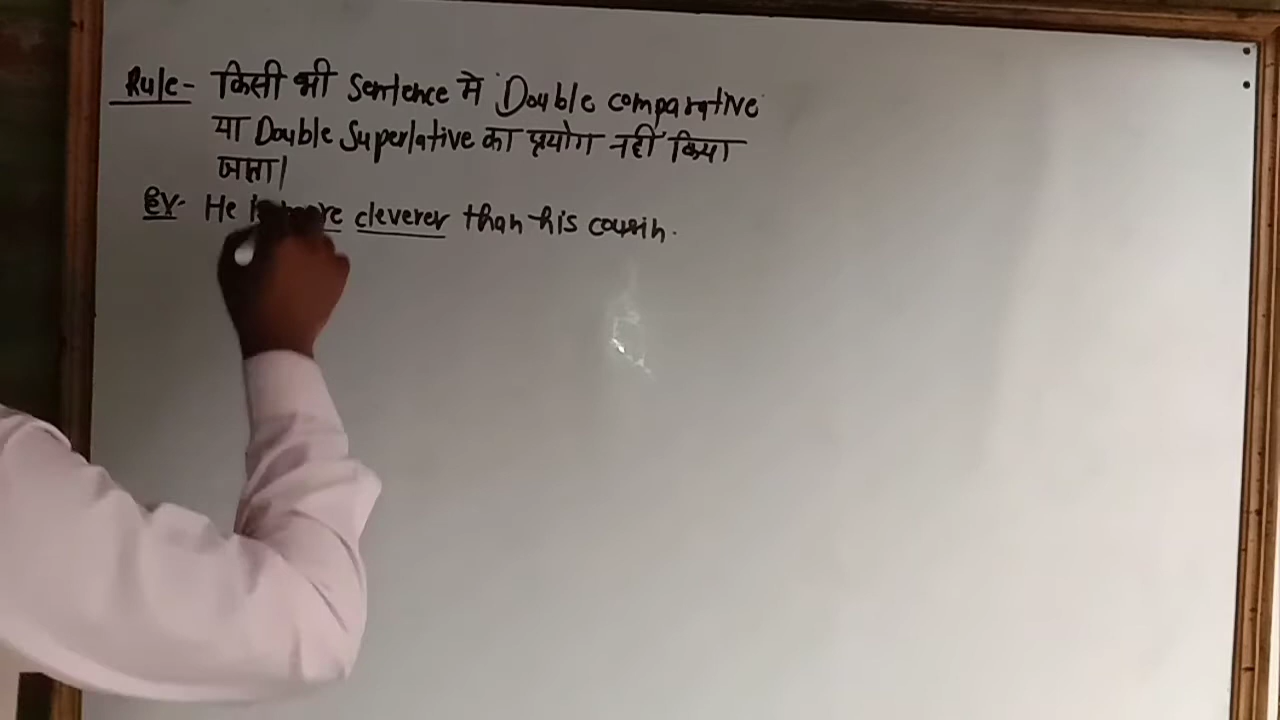 Rule- किसी भी Sentence मे Double comparative
या Double Superlative का प्रयोग नहीं किया
जाता।
Ex- He is more cleverer than his cousin.